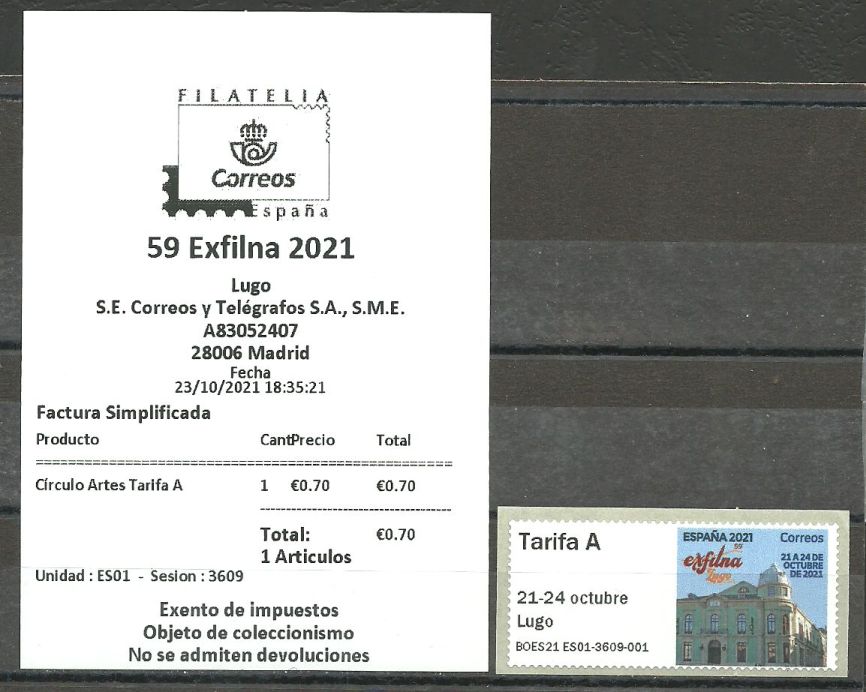 FILATELIA
Correos
España
59 Exfilna 2021
Lugo
S.E. Correos y Telégrafos S.A., S.M.E.
A83052407
28006 Madrid
Fecha
23/10/2021 18:35:21
Factura Simplificada
Producto CantPrecio Total
Círculo Artes Tarifa A 1 €0.70 €0.70
Total: €0.70
1 Articulos
Unidad : ES01 - Sesion : 3609
Exento de impuestos
Objeto de coleccionismo
No se admiten devoluciones
Tarifa A
21-24 octubre
Lugo
BOES21 ES01-3609-001
ESPAÑA 2021 Correos
59
exfilna
Lugo
21 A 24 DE
OCTUBRE
DE 2021